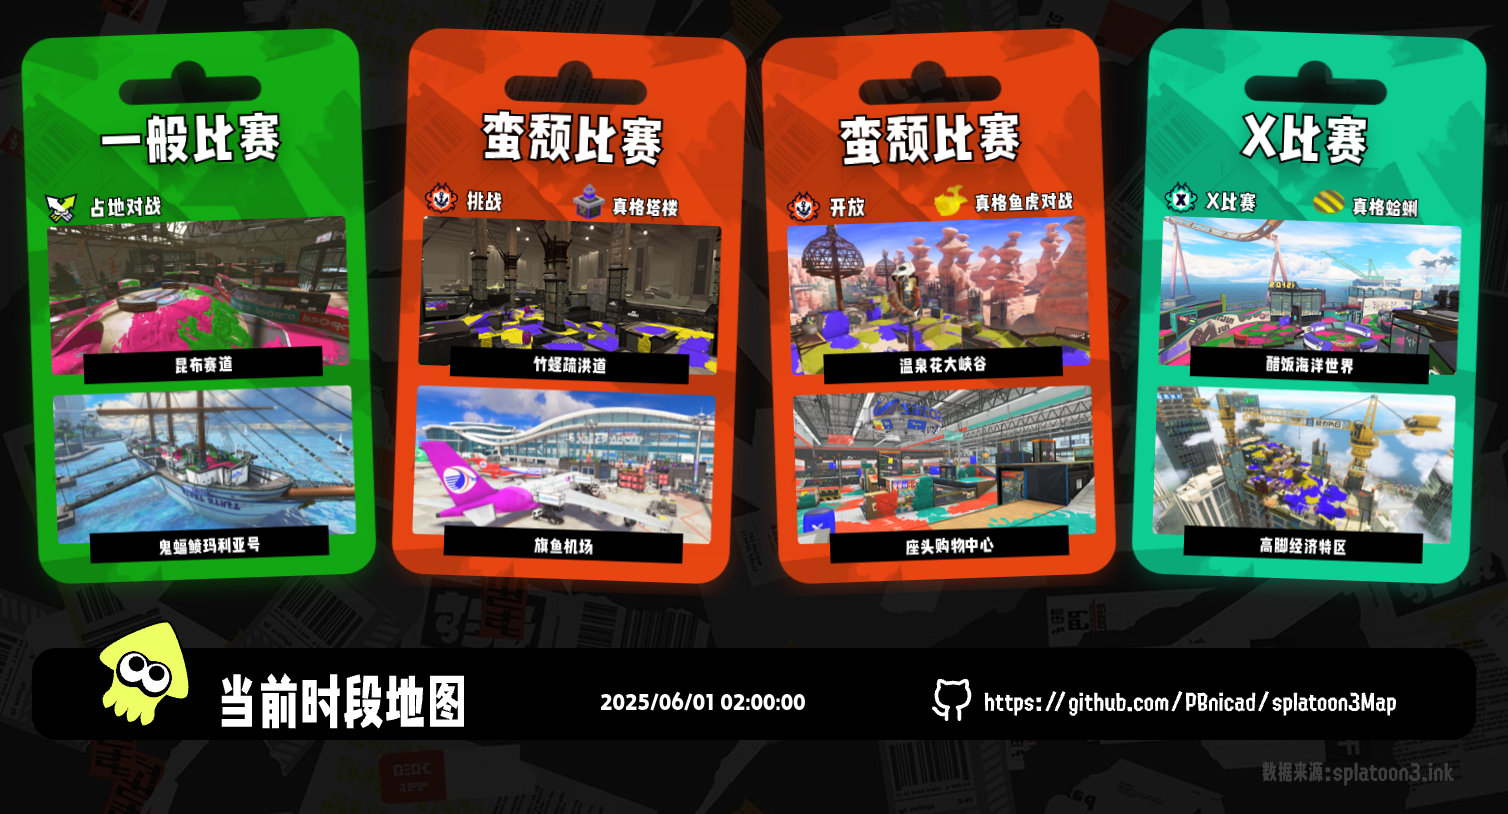 一般比赛
占地对战
昆布赛道
鬼蝠鲼玛利亚号
蛮颓比赛
挑战
真格塔楼
竹蛏疏洪道
旗鱼机场
蛮颓比赛
开放
真格鱼虎对战
温泉花大峡谷
座头购物中心
X比赛
X比赛
真格蛤蜊
醋饭海洋世界
高脚经济特区
当前时段地图
2025/06/01 02:00:00
https://github.com/PBnicad/splatoon3Map
数据来源:splatoon3.ink